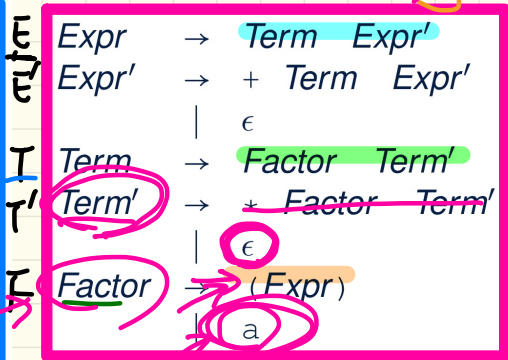 E Expr → Term Expr′
E′ Expr′ → + Term Expr′
| ϵ
T Term → Factor Term′
T′ Term′ → * Factor Term′
| ϵ
F Factor → (Expr)
| a